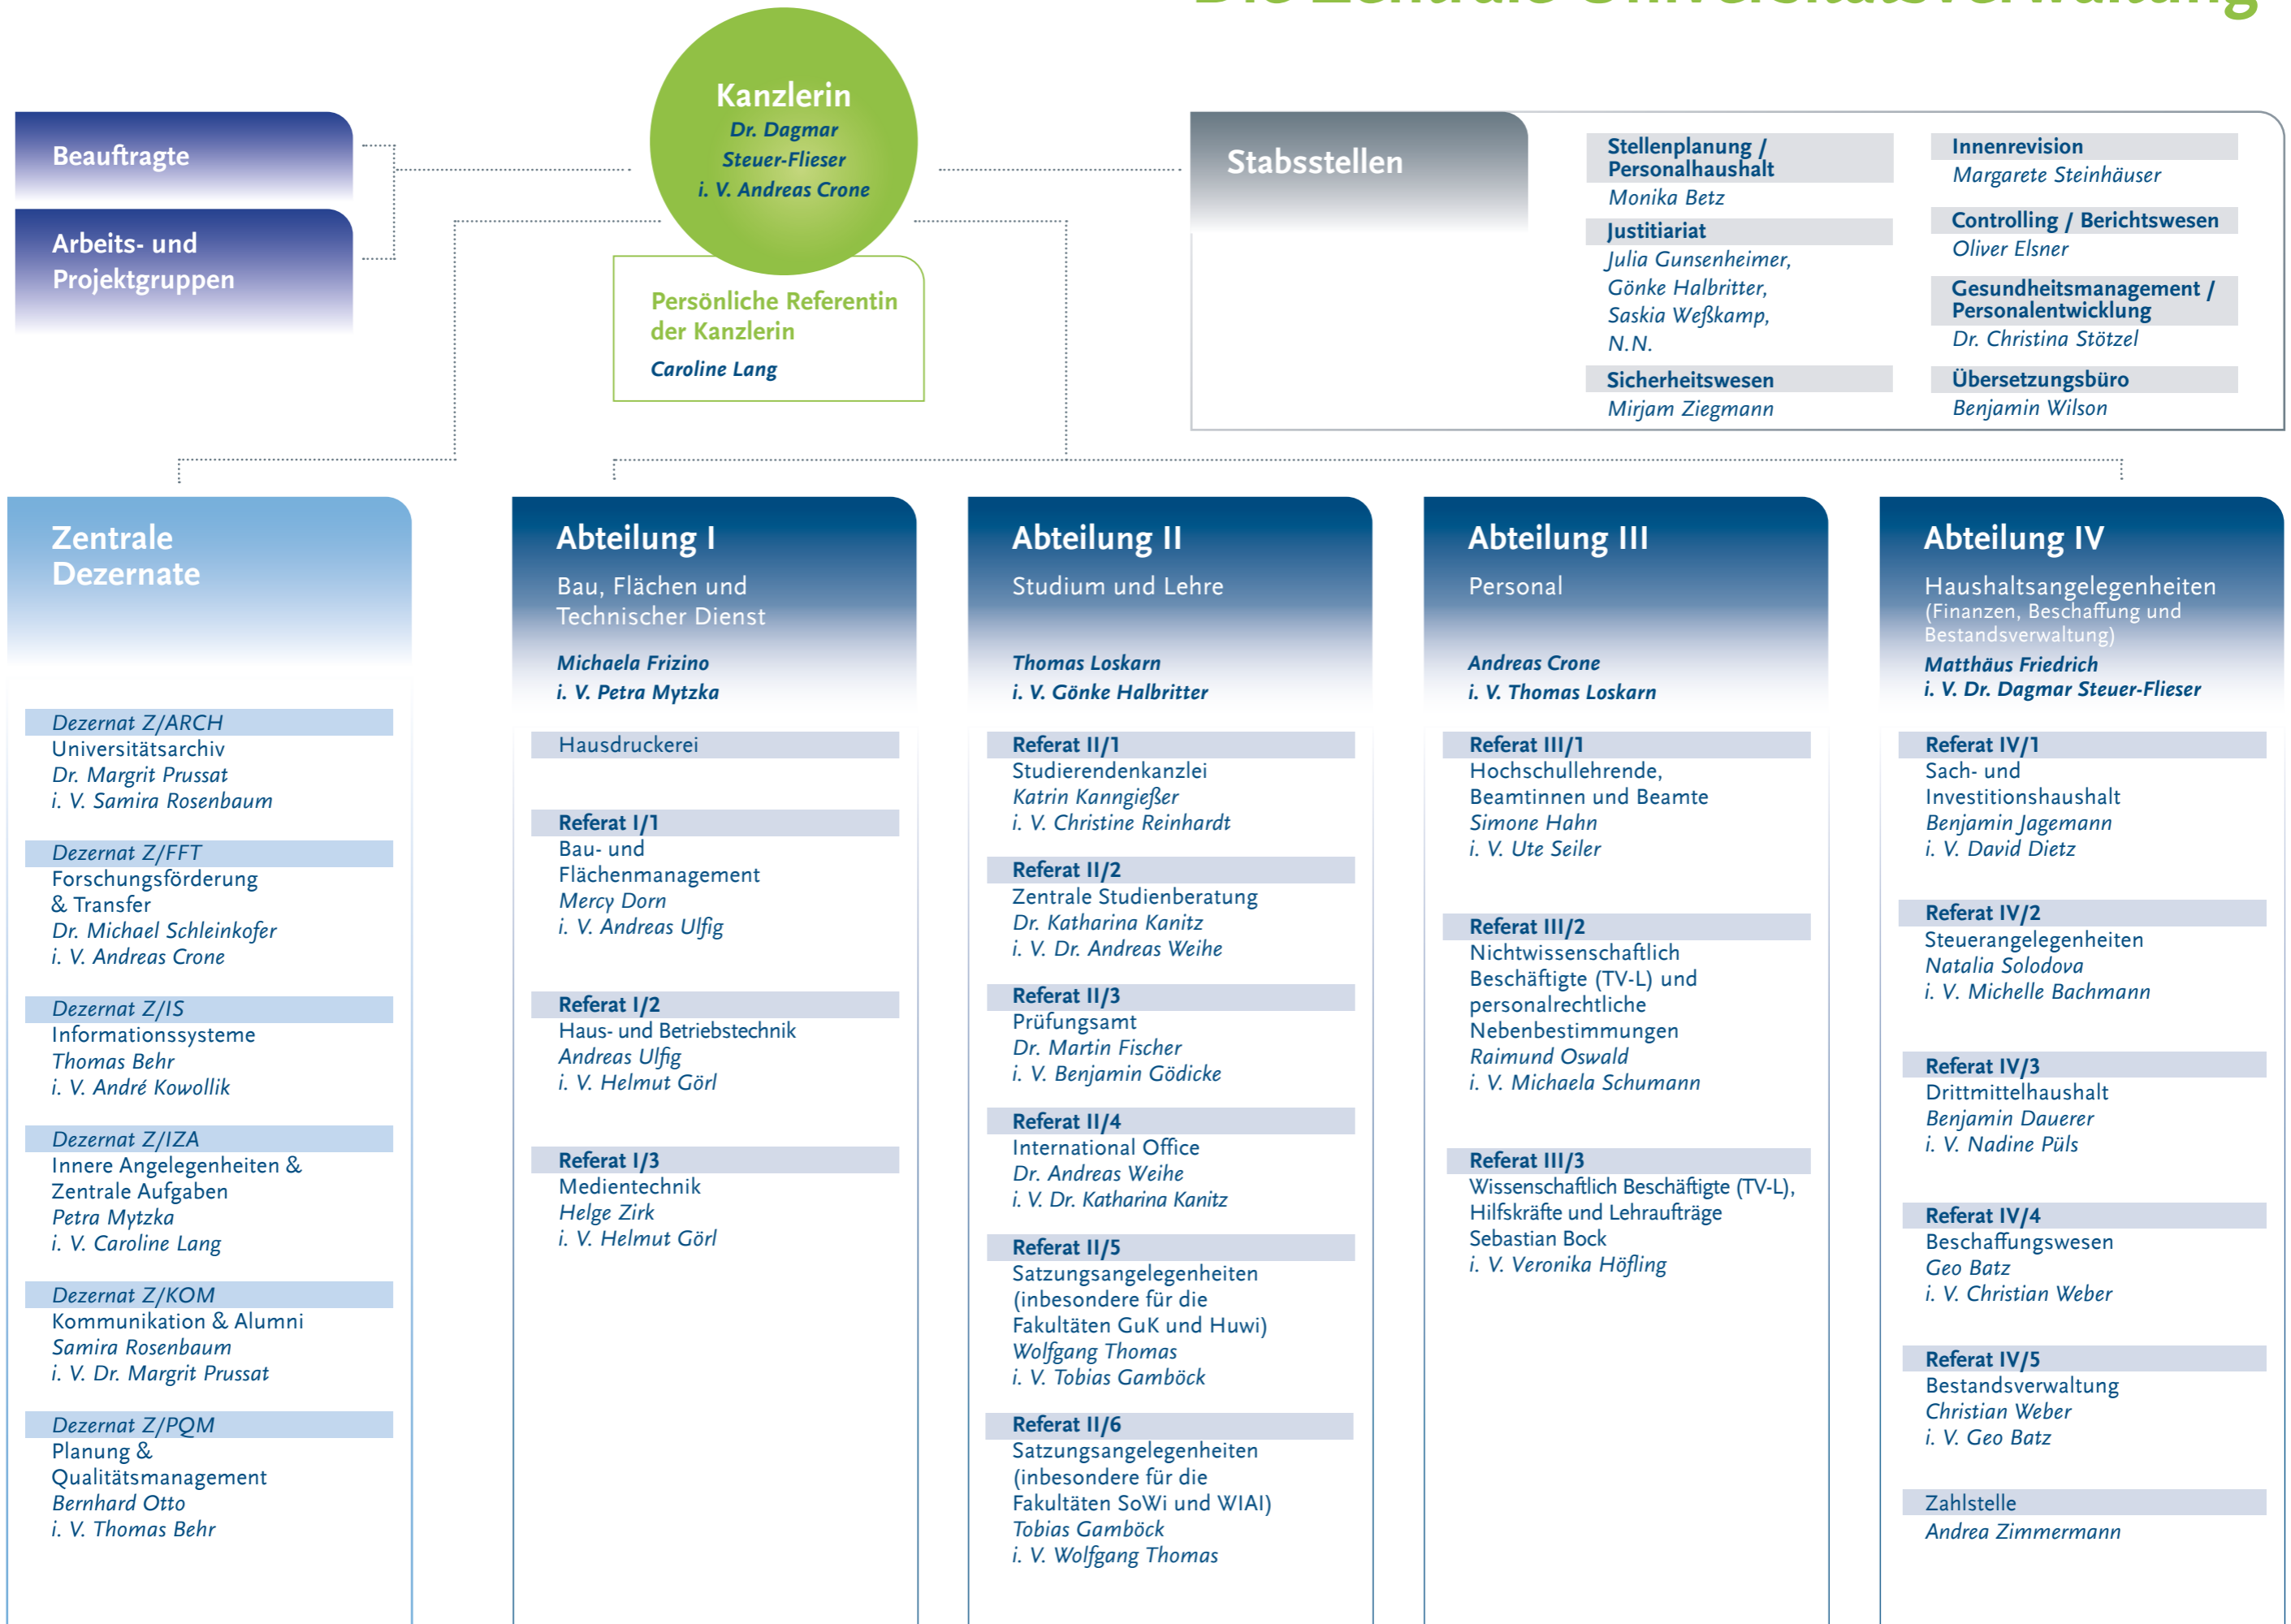 Die Zentrale Universitätsverwaltung
Kanzlerin
Dr. Dagmar
Steuer-Flieser
i. V. Andreas Crone
Persönliche Referentin
der Kanzlerin
Caroline Lang
Beauftragte
Arbeits- und
Projektgruppen
Stabsstellen
Stellenplanung /
Personalhaushalt
Monika Betz
Justitiariat
Julia Gunsenheimer,
Gönke Halbritter,
Saskia Weßkamp,
N.N.
Sicherheitswesen
Mirjam Ziegmann
Innenrevision
Margarete Steinhäuser
Controlling / Berichtswesen
Oliver Elsner
Gesundheitsmanagement /
Personalentwicklung
Dr. Christina Stötzel
Übersetzungsbüro
Benjamin Wilson
Zentrale
Dezernate
Dezernat Z/ARCH
Universitätsarchiv
Dr. Margrit Prussat
i. V. Samira Rosenbaum
Dezernat Z/FFT
Forschungsförderung
& Transfer
Dr. Michael Schleinkofer
i. V. Andreas Crone
Dezernat Z/IS
Informationssysteme
Thomas Behr
i. V. André Kowollik
Dezernat Z/IZA
Innere Angelegenheiten &
Zentrale Aufgaben
Petra Mytzka
i. V. Caroline Lang
Dezernat Z/KOM
Kommunikation & Alumni
Samira Rosenbaum
i. V. Dr. Margrit Prussat
Dezernat Z/PQM
Planung &
Qualitätsmanagement
Bernhard Otto
i. V. Thomas Behr
Abteilung I
Bau, Flächen und
Technischer Dienst
Michaela Frizino
i. V. Petra Mytzka
Hausdruckerei
Referat I/1
Bau- und
Flächenmanagement
Mercy Dorn
i. V. Andreas Ulfig
Referat I/2
Haus- und Betriebstechnik
Andreas Ulfig
i. V. Helmut Görl
Referat I/3
Medientechnik
Helge Zirk
i. V. Helmut Görl
Abteilung II
Studium und Lehre
Thomas Loskarn
i. V. Gönke Halbritter
Referat II/1
Studierendenkanzlei
Katrin Kanngießer
i. V. Christine Reinhardt
Referat II/2
Zentrale Studienberatung
Dr. Katharina Kanitz
i. V. Dr. Andreas Weihe
Referat II/3
Prüfungsamt
Dr. Martin Fischer
i. V. Benjamin Gödicke
Referat II/4
International Office
Dr. Andreas Weihe
i. V. Dr. Katharina Kanitz
Referat II/5
Satzungsangelegenheiten
(inbesondere für die
Fakultäten GuK und Huwi)
Wolfgang Thomas
i. V. Tobias Gamböck
Referat II/6
Satzungsangelegenheiten
(inbesondere für die
Fakultäten SoWi und WIAI)
Tobias Gamböck
i. V. Wolfgang Thomas
Abteilung III
Personal
Andreas Crone
i. V. Thomas Loskarn
Referat III/1
Hochschullehrende,
Beamtinnen und Beamte
Simone Hahn
i. V. Ute Seiler
Referat III/2
Nichtwissenschaftlich
Beschäftigte (TV-L) und
personalrechtliche
Nebenbestimmungen
Raimund Oswald
i. V. Michaela Schumann
Referat III/3
Wissenschaftlich Beschäftigte (TV-L),
Hilfskräfte und Lehraufträge
Sebastian Bock
i. V. Veronika Höfling
Abteilung IV
Haushaltsangelegenheiten
(Finanzen, Beschaffung und
Bestandsverwaltung)
Matthäus Friedrich
i. V. Dr. Dagmar Steuer-Flieser
Referat IV/1
Sach- und
Investitionshaushalt
Benjamin Jagemann
i. V. David Dietz
Referat IV/2
Steuerangelegenheiten
Natalia Solodova
i. V. Michelle Bachmann
Referat IV/3
Drittmittelhaushalt
Benjamin Dauerer
i. V. Nadine Püls
Referat IV/4
Beschaffungswesen
Geo Batz
i. V. Christian Weber
Referat IV/5
Bestandsverwaltung
Christian Weber
i. V. Geo Batz
Zahlstelle
Andrea Zimmermann